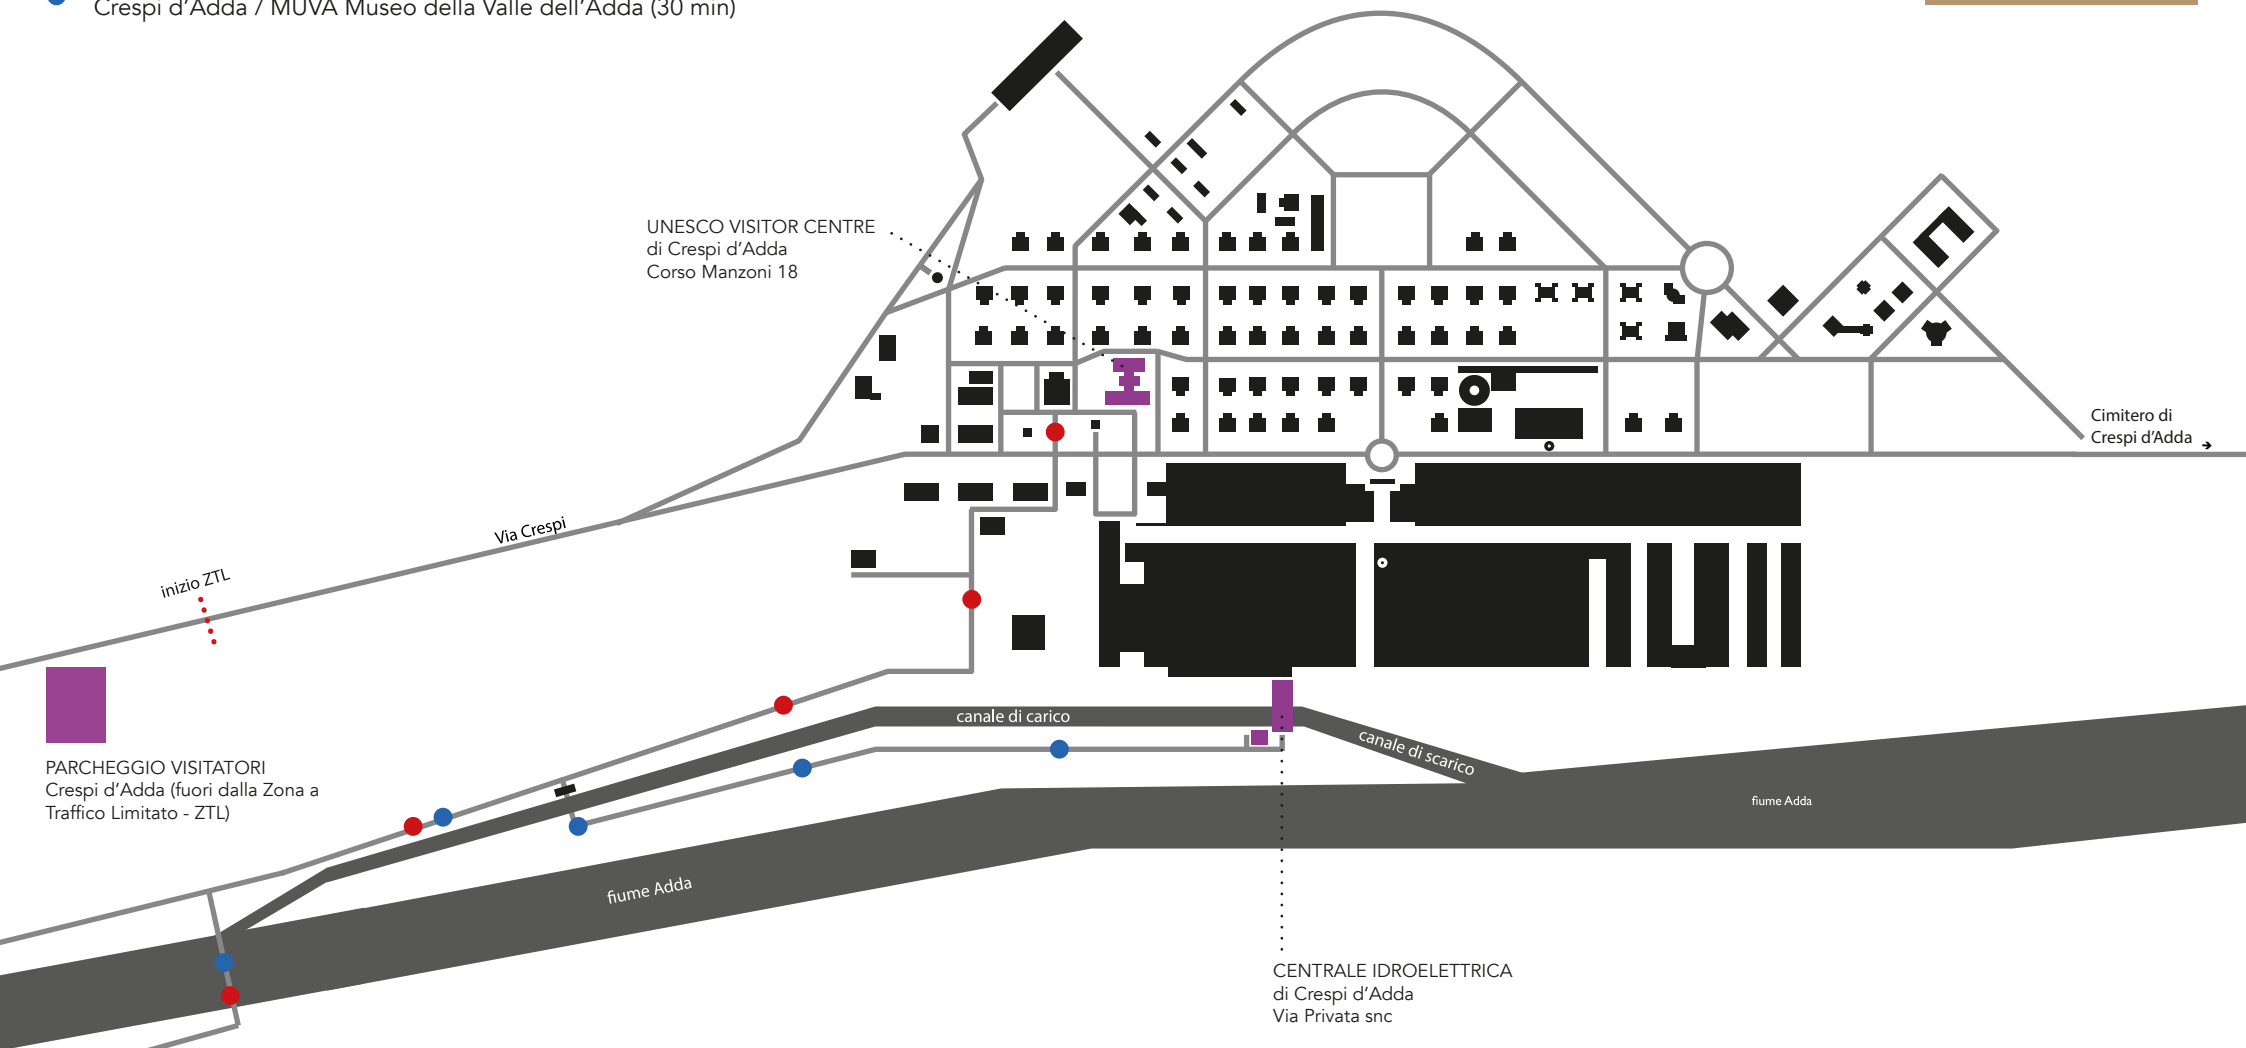 Crespi d'Adda / MUVA Museo della Valle dell'Adda (30 min)
UNESCO VISITOR CENTRE
di Crespi d'Adda
Corso Manzoni 18
Cimitero di
Crespi d'Adda →
Via Crespi
inizio ZTL
PARCHEGGIO VISITATORI
Crespi d'Adda (fuori dalla Zona a
Traffico Limitato - ZTL)
canale di carico
canale di scarico
fiume Adda
fiume Adda
CENTRALE IDROELETTRICA
di Crespi d'Adda
Via Privata snc